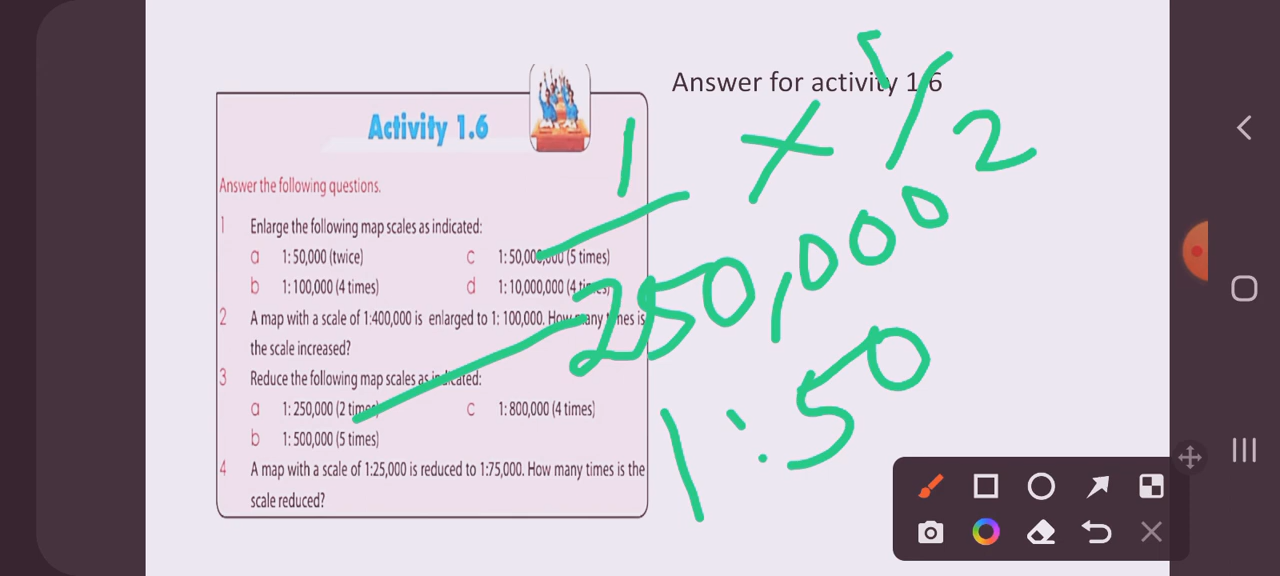 Answer for activity 1.6
Activity 1.6
Answer the following questions.
1 Enlarge the following map scales as indicated:
a 1:50,000 (twice) c 1:50,000,000 (5 times)
b 1:100,000 (4 times) d 1:10,000,000 (4 times)
2 A map with a scale of 1:400,000 is enlarged to 1: 100,000. How many times is
the scale increased?
3 Reduce the following map scales as indicated:
a 1:250,000 (2 times) c 1:800,000 (4 times)
b 1:500,000 (5 times)
4 A map with a scale of 1:25,000 is reduced to 1:75,000. How many times is the
scale reduced?
1 x 1/2
250,000
1:50